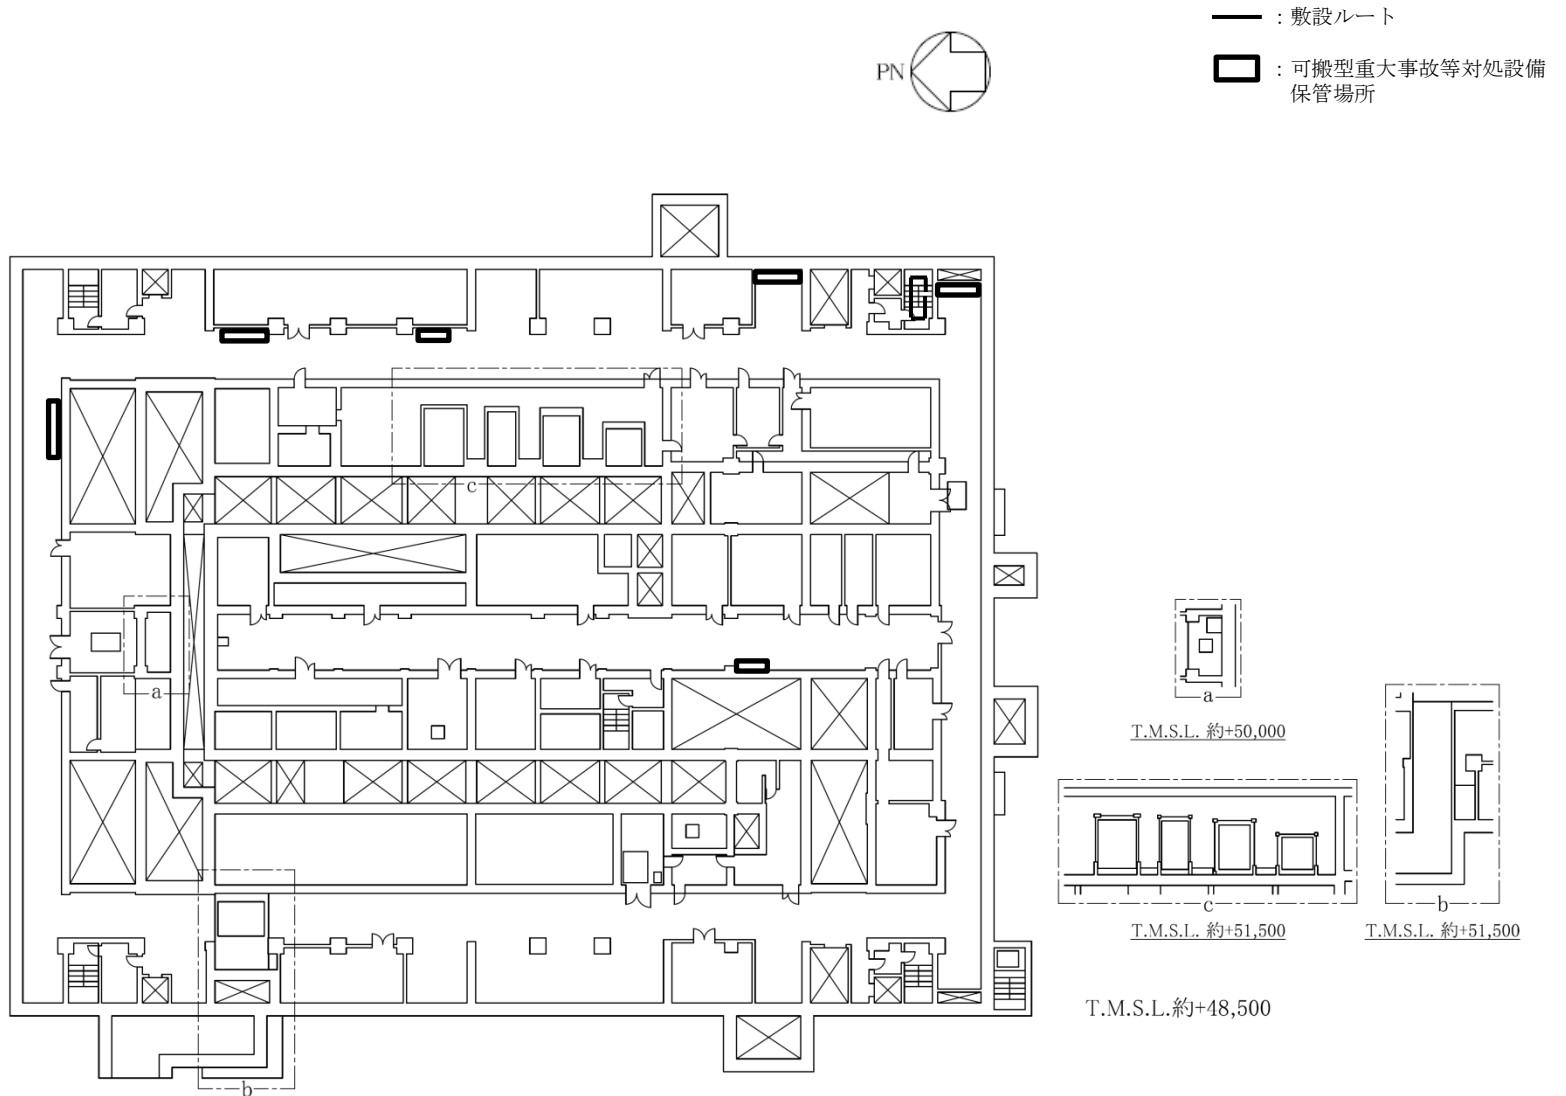 ：敷設ルート
：可搬型重大事故等対処設備
保管場所
PN
c
a
b
a
T.M.S.L. 約+50,000
c
T.M.S.L. 約+51,500
b
T.M.S.L. 約+51,500
T.M.S.L.約+48,500